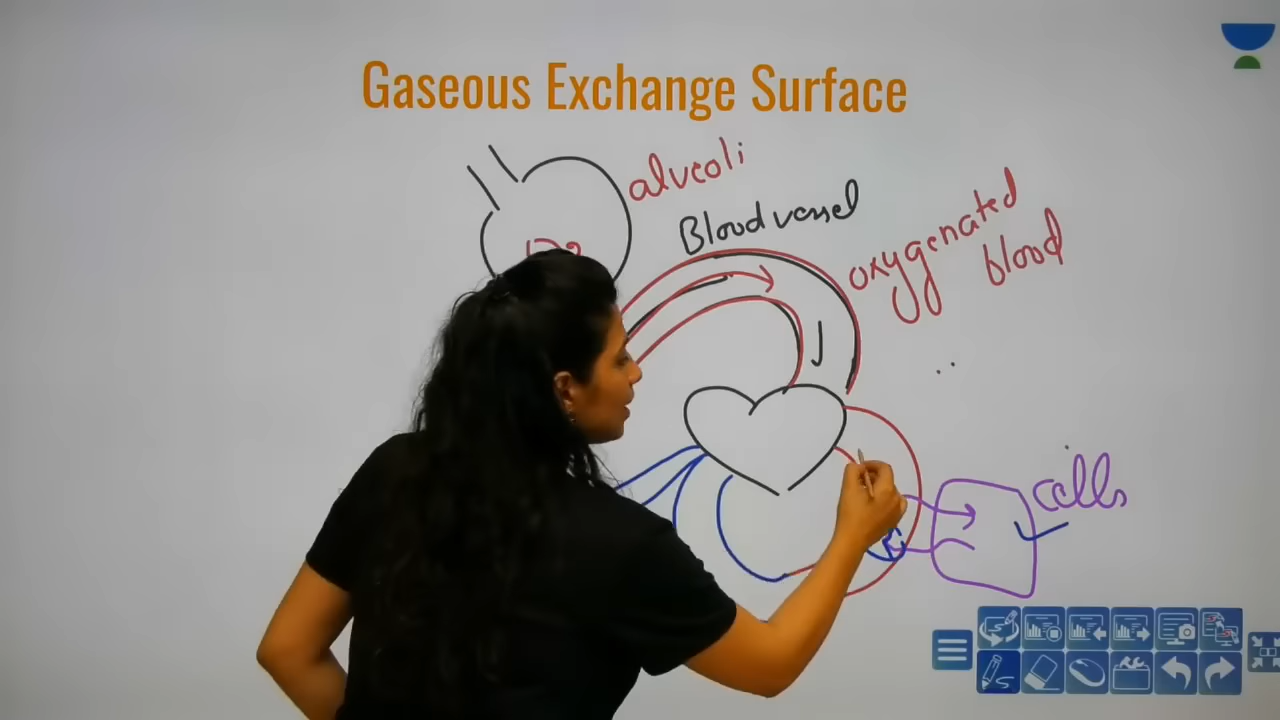 Gaseous Exchange Surface
alveoli
Blood vessel
oxygenated
blood
cells